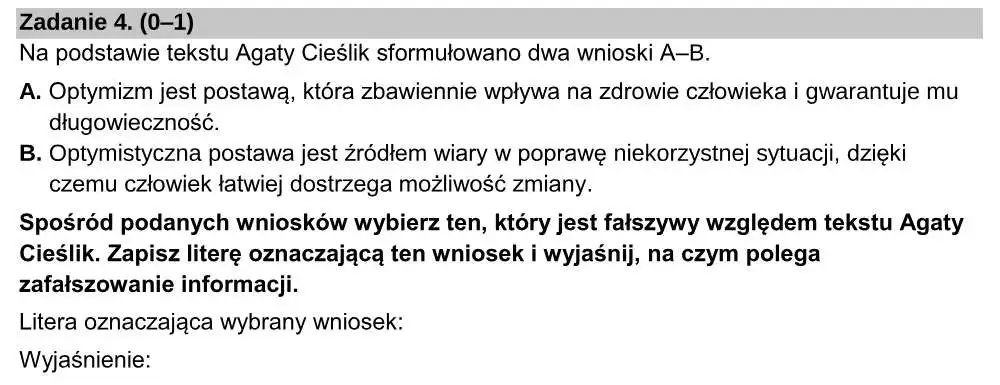 Zadanie 4. (0–1)
Na podstawie tekstu Agaty Cieślik sformułowano dwa wnioski A–B.
A. Optymizm jest postawą, która zbawiennie wpływa na zdrowie człowieka i gwarantuje mu
długowieczność.
B. Optymistyczna postawa jest źródłem wiary w poprawę niekorzystnej sytuacji, dzięki
czemu człowiek łatwiej dostrzega możliwość zmiany.
Spośród podanych wniosków wybierz ten, który jest fałszywy względem tekstu Agaty
Cieślik. Zapisz literę oznaczającą ten wniosek i wyjaśnij, na czym polega
zafałszowanie informacji.
Litera oznaczająca wybrany wniosek:
Wyjaśnienie: